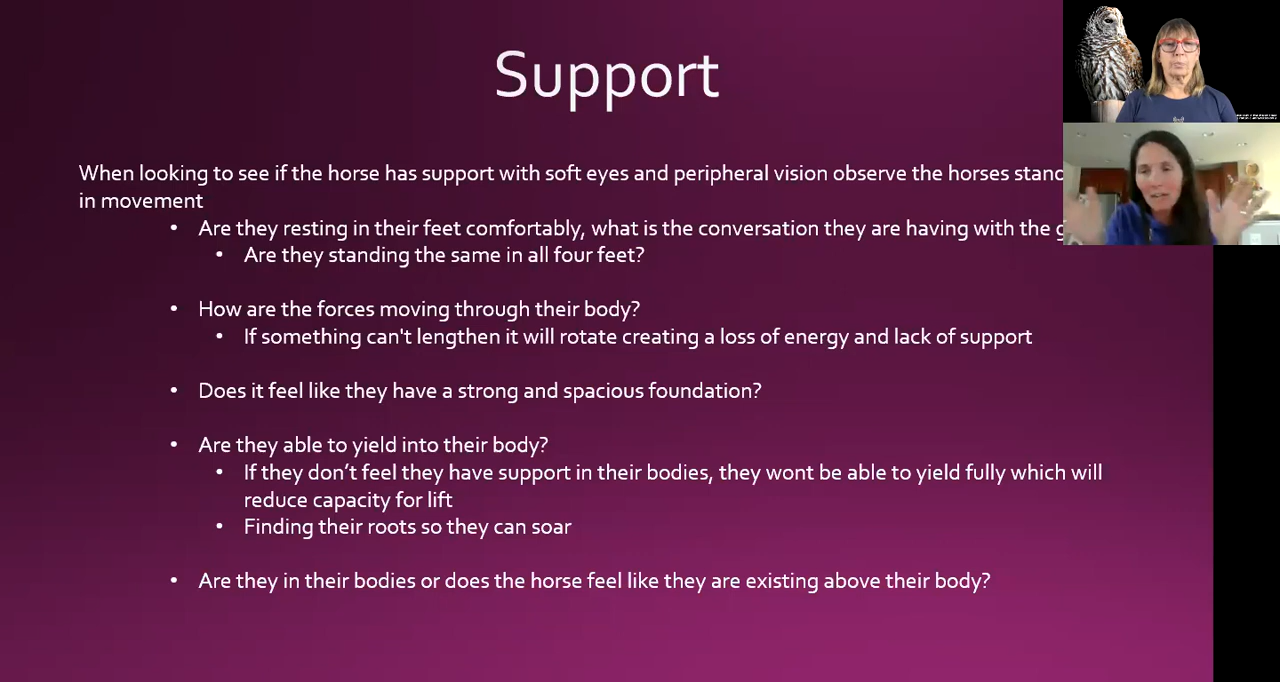 Support
When looking to see if the horse has support with soft eyes and peripheral vision observe the horses
in movement
• Are they resting in their feet comfortably, what is the conversation they are having with the
• Are they standing the same in all four feet?
• How are the forces moving through their body?
• If something can't lengthen it will rotate creating a loss of energy and lack of support
• Does it feel like they have a strong and spacious foundation?
• Are they able to yield into their body?
• If they don’t feel they have support in their bodies, they wont be able to yield fully which will
reduce capacity for lift
• Finding their roots so they can soar
• Are they in their bodies or does the horse feel like they are existing above their body?